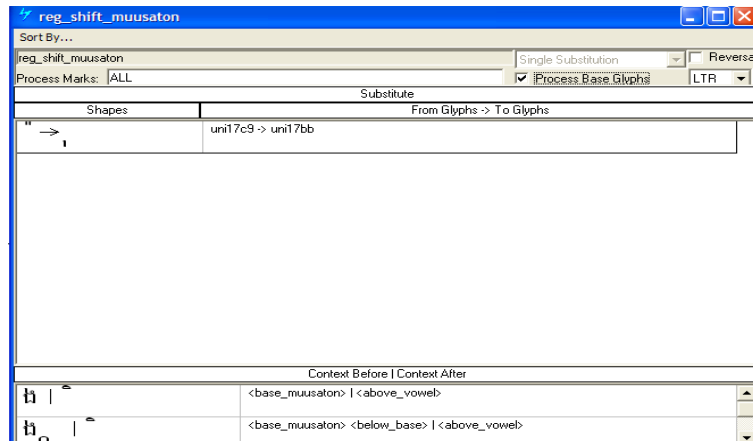 reg_shift_muusaton
Sort By...
reg_shift_muusaton Single Substitution Reversa
Process Marks: ALL Process Base Glyphs LTR
Substitute
Shapes From Glyphs -> To Glyphs
uni17c9 -> uni17bb
Context Before | Context After
<base_muusaton> | <above_vowel>
<base_muusaton> <below_base> | <above_vowel>